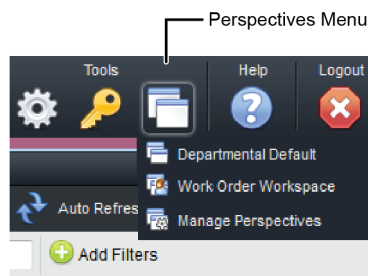 Perspectives Menu
Tools
Help
Logout
Departmental Default
Work Order Workspace
Auto Refres
Manage Perspectives
Add Filters